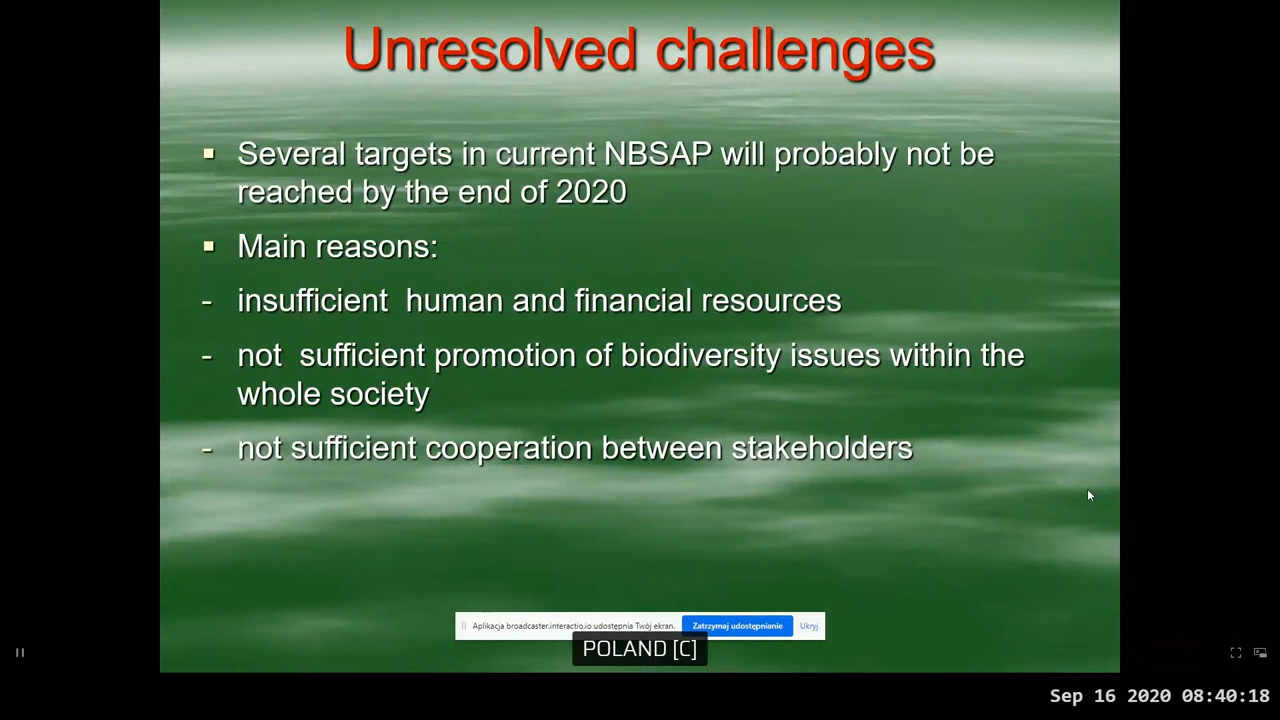 Unresolved challenges
▪ Several targets in current NBSAP will probably not be
reached by the end of 2020
▪ Main reasons:
- insufficient  human and financial resources
- not  sufficient promotion of biodiversity issues within the
whole society
- not sufficient cooperation between stakeholders
Aplikacja broadcaster.interactio.io udostępnia Twój ekran. Zatrzymaj udostępnianie Ukryj
POLAND [C]
Sep 16 2020 08:40:18